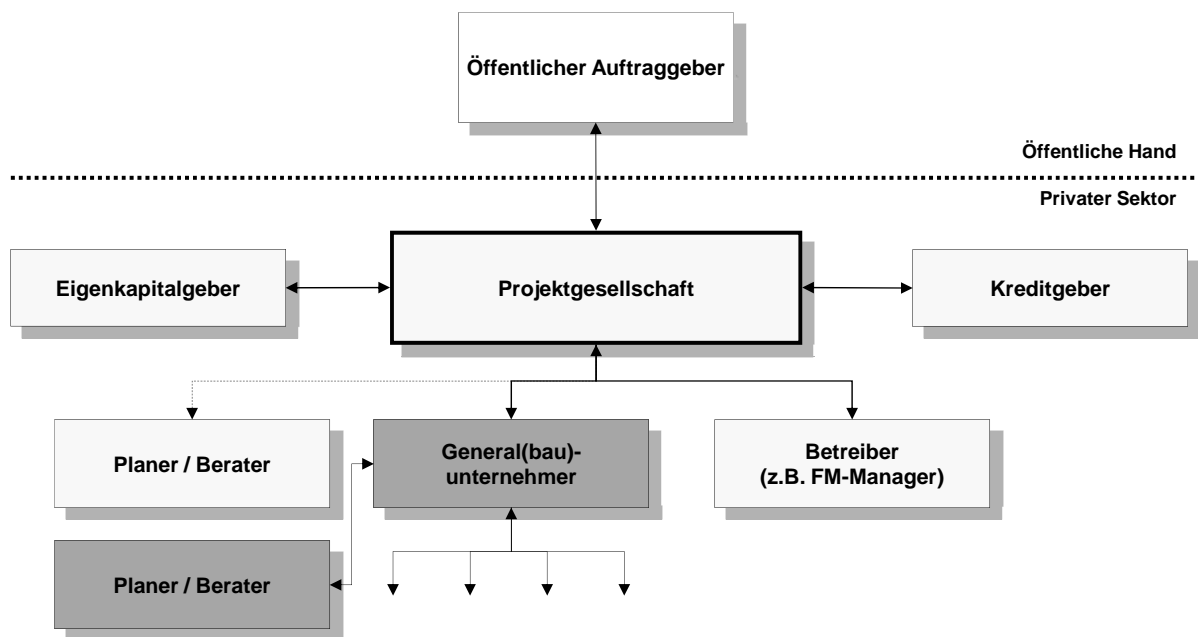 Öffentlicher Auftraggeber
Öffentliche Hand
Privater Sektor
Eigenkapitalgeber
Projektgesellschaft
Kreditgeber
Planer / Berater
General(bau)-
unternehmer
Betreiber
(z.B. FM-Manager)
Planer / Berater